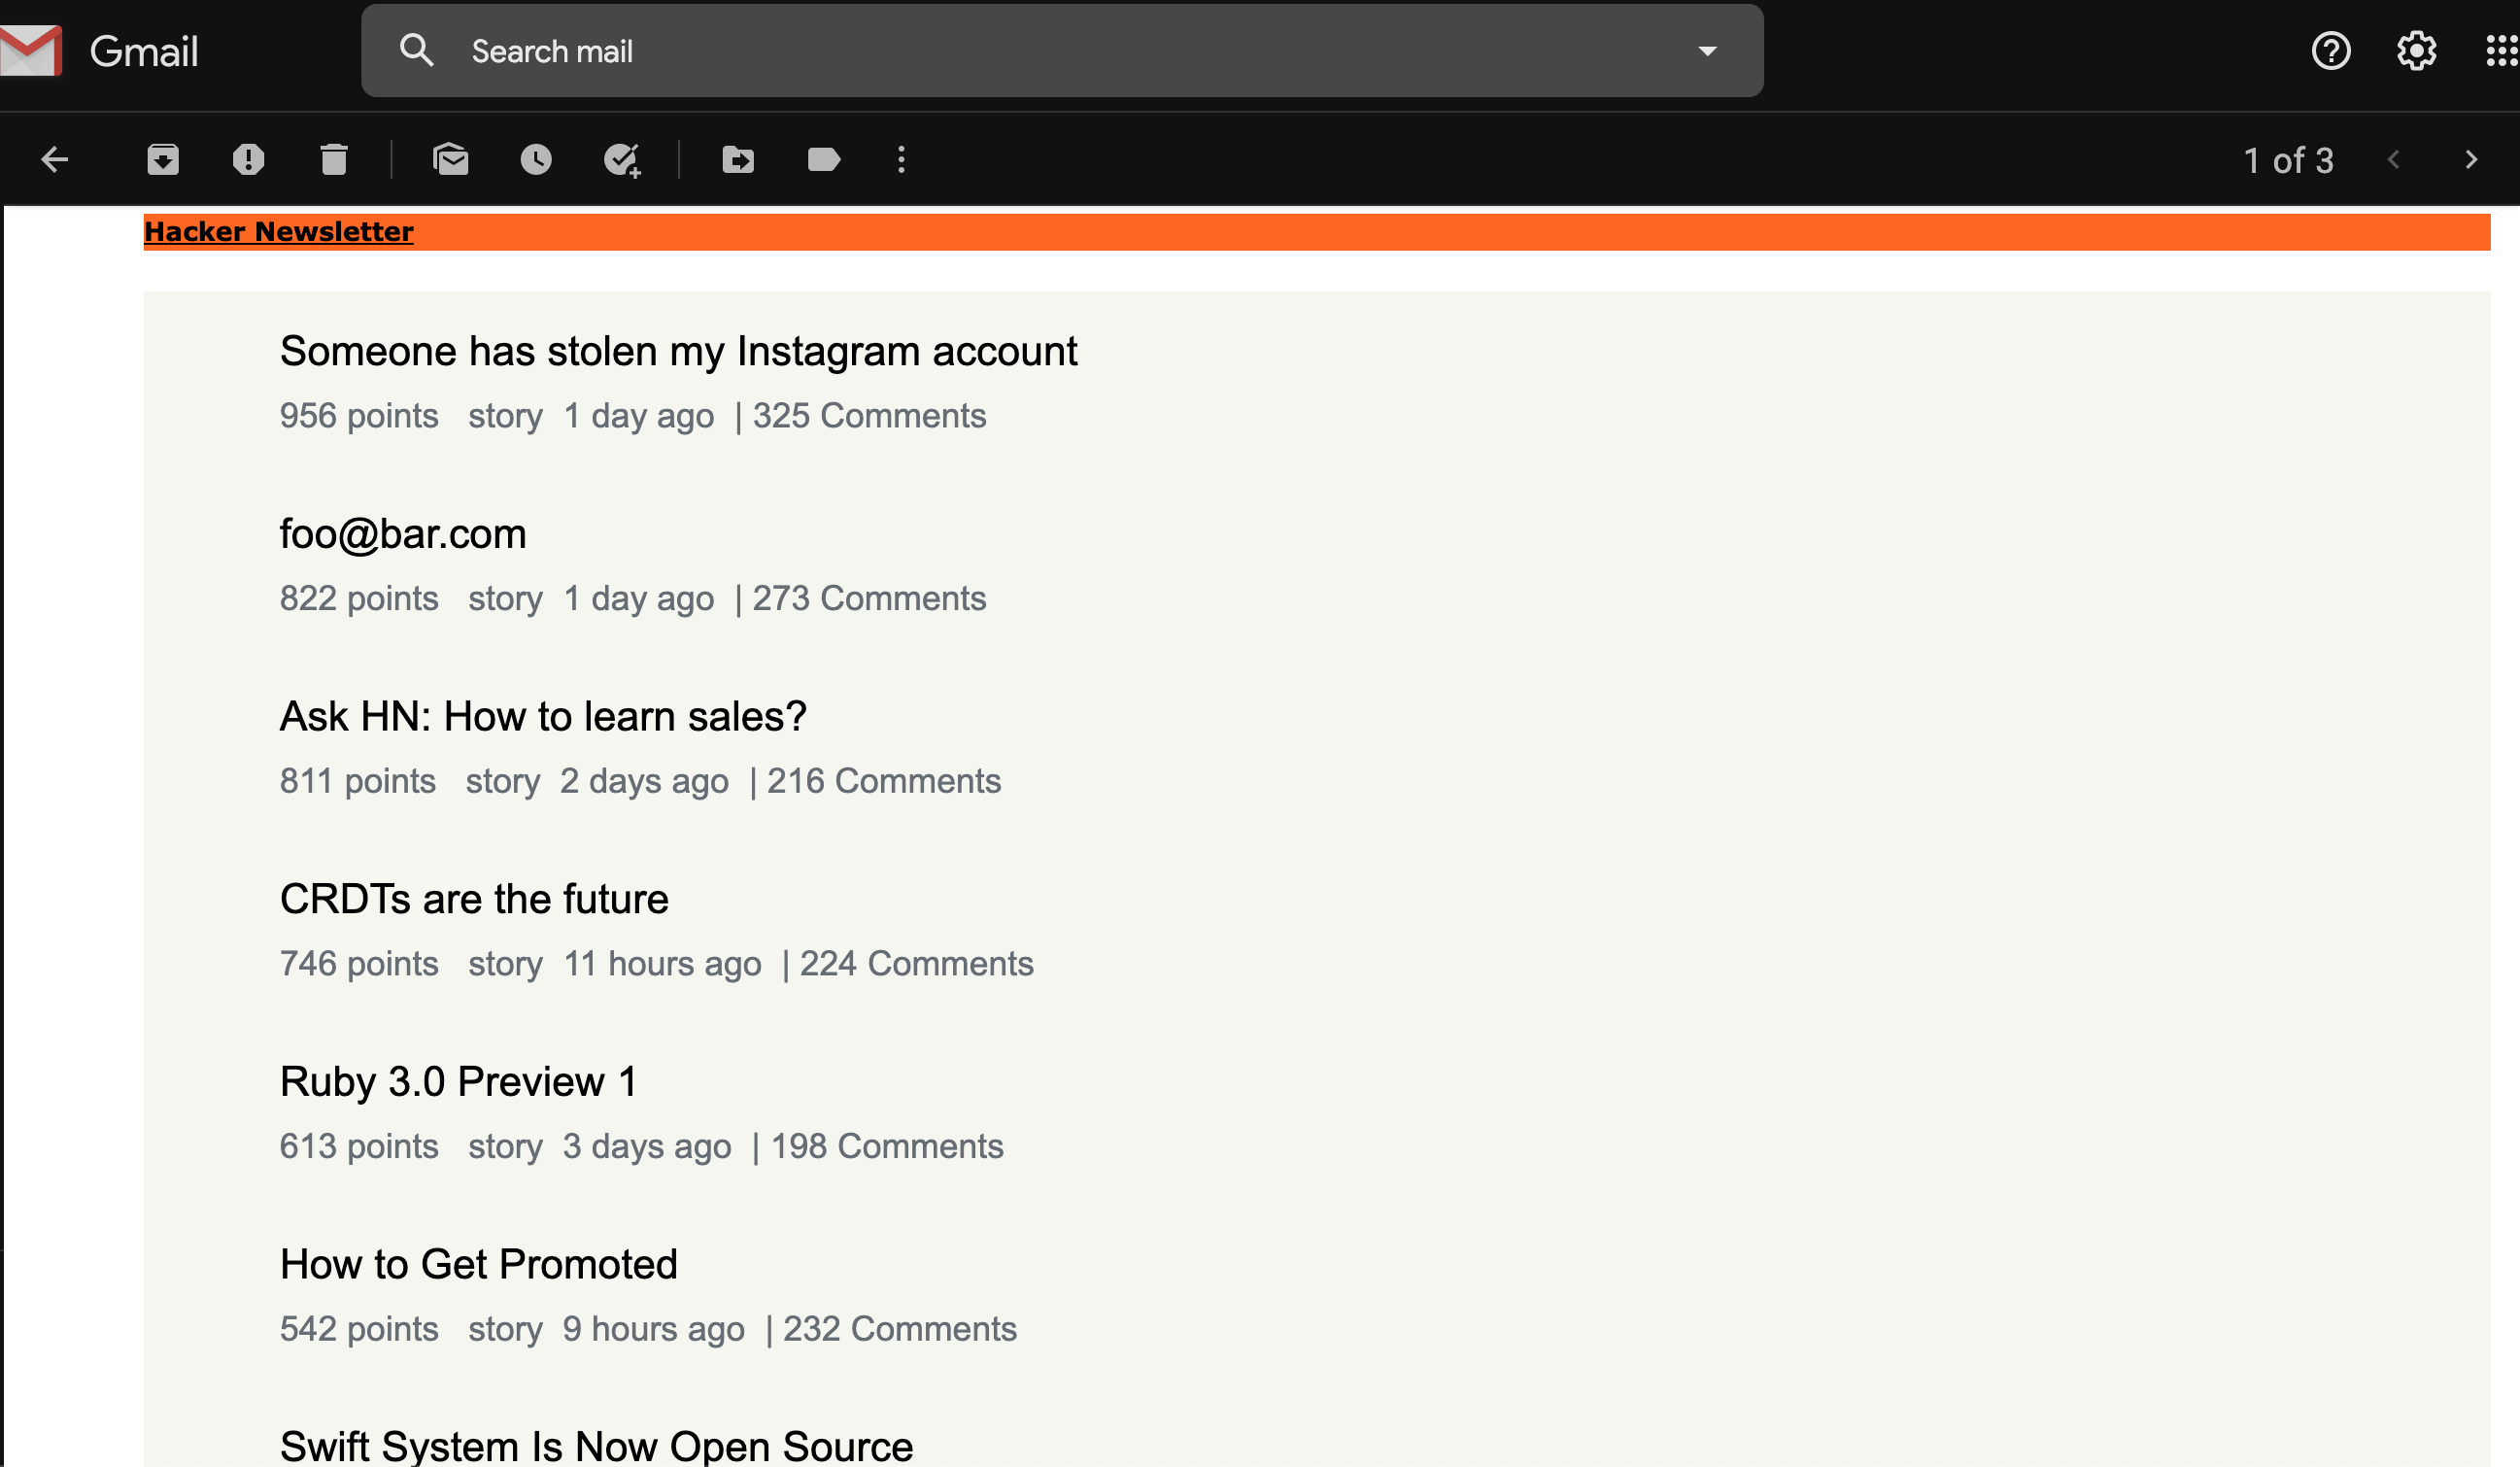 Gmail
Search mail
1 of 3
Hacker Newsletter
Someone has stolen my Instagram account
956 points story 1 day ago | 325 Comments
foo@bar.com
822 points story 1 day ago | 273 Comments
Ask HN: How to learn sales?
811 points story 2 days ago | 216 Comments
CRDTs are the future
746 points story 11 hours ago | 224 Comments
Ruby 3.0 Preview 1
613 points story 3 days ago | 198 Comments
How to Get Promoted
542 points story 9 hours ago | 232 Comments
Swift System Is Now Open Source